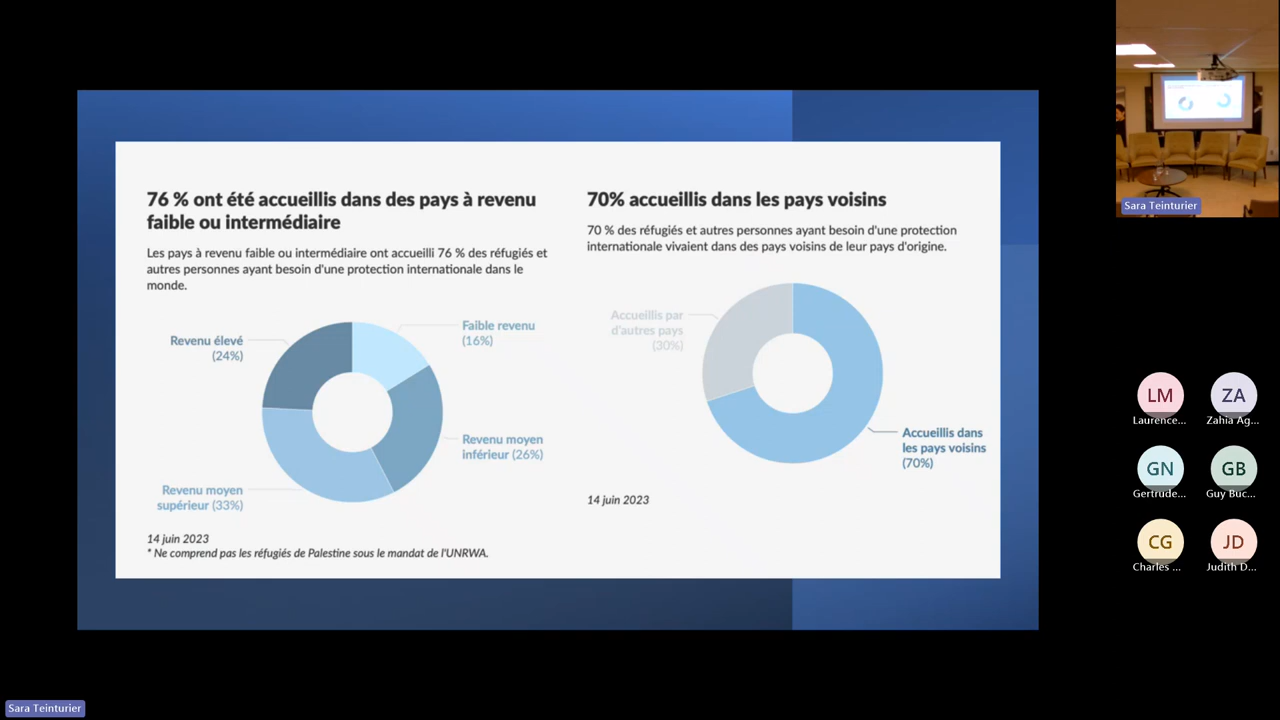 76 % ont été accueillis dans des pays à revenu
faible ou intermédiaire
Les pays à revenu faible ou intermédiaire ont accueilli 76 % des réfugiés et
autres personnes ayant besoin d'une protection internationale dans le
monde.
Revenu élevé
(24%)
Faible revenu
(16%)
Revenu moyen
inférieur (26%)
Revenu moyen
supérieur (33%)
14 juin 2023
* Ne comprend pas les réfugiés de Palestine sous le mandat de l'UNRWA.
70% accueillis dans les pays voisins
70 % des réfugiés et autres personnes ayant besoin d'une protection
internationale vivaient dans des pays voisins de leur pays d'origine.
Accueillis par
d'autres pays
(30%)
Accueillis dans
les pays voisins
(70%)
14 juin 2023
Sara Teinturier
LM
Laurence...
ZA
Zahia Ag...
GN
Gertrude...
GB
Guy Buc...
CG
Charles ...
JD
Judith D...
Sara Teinturier